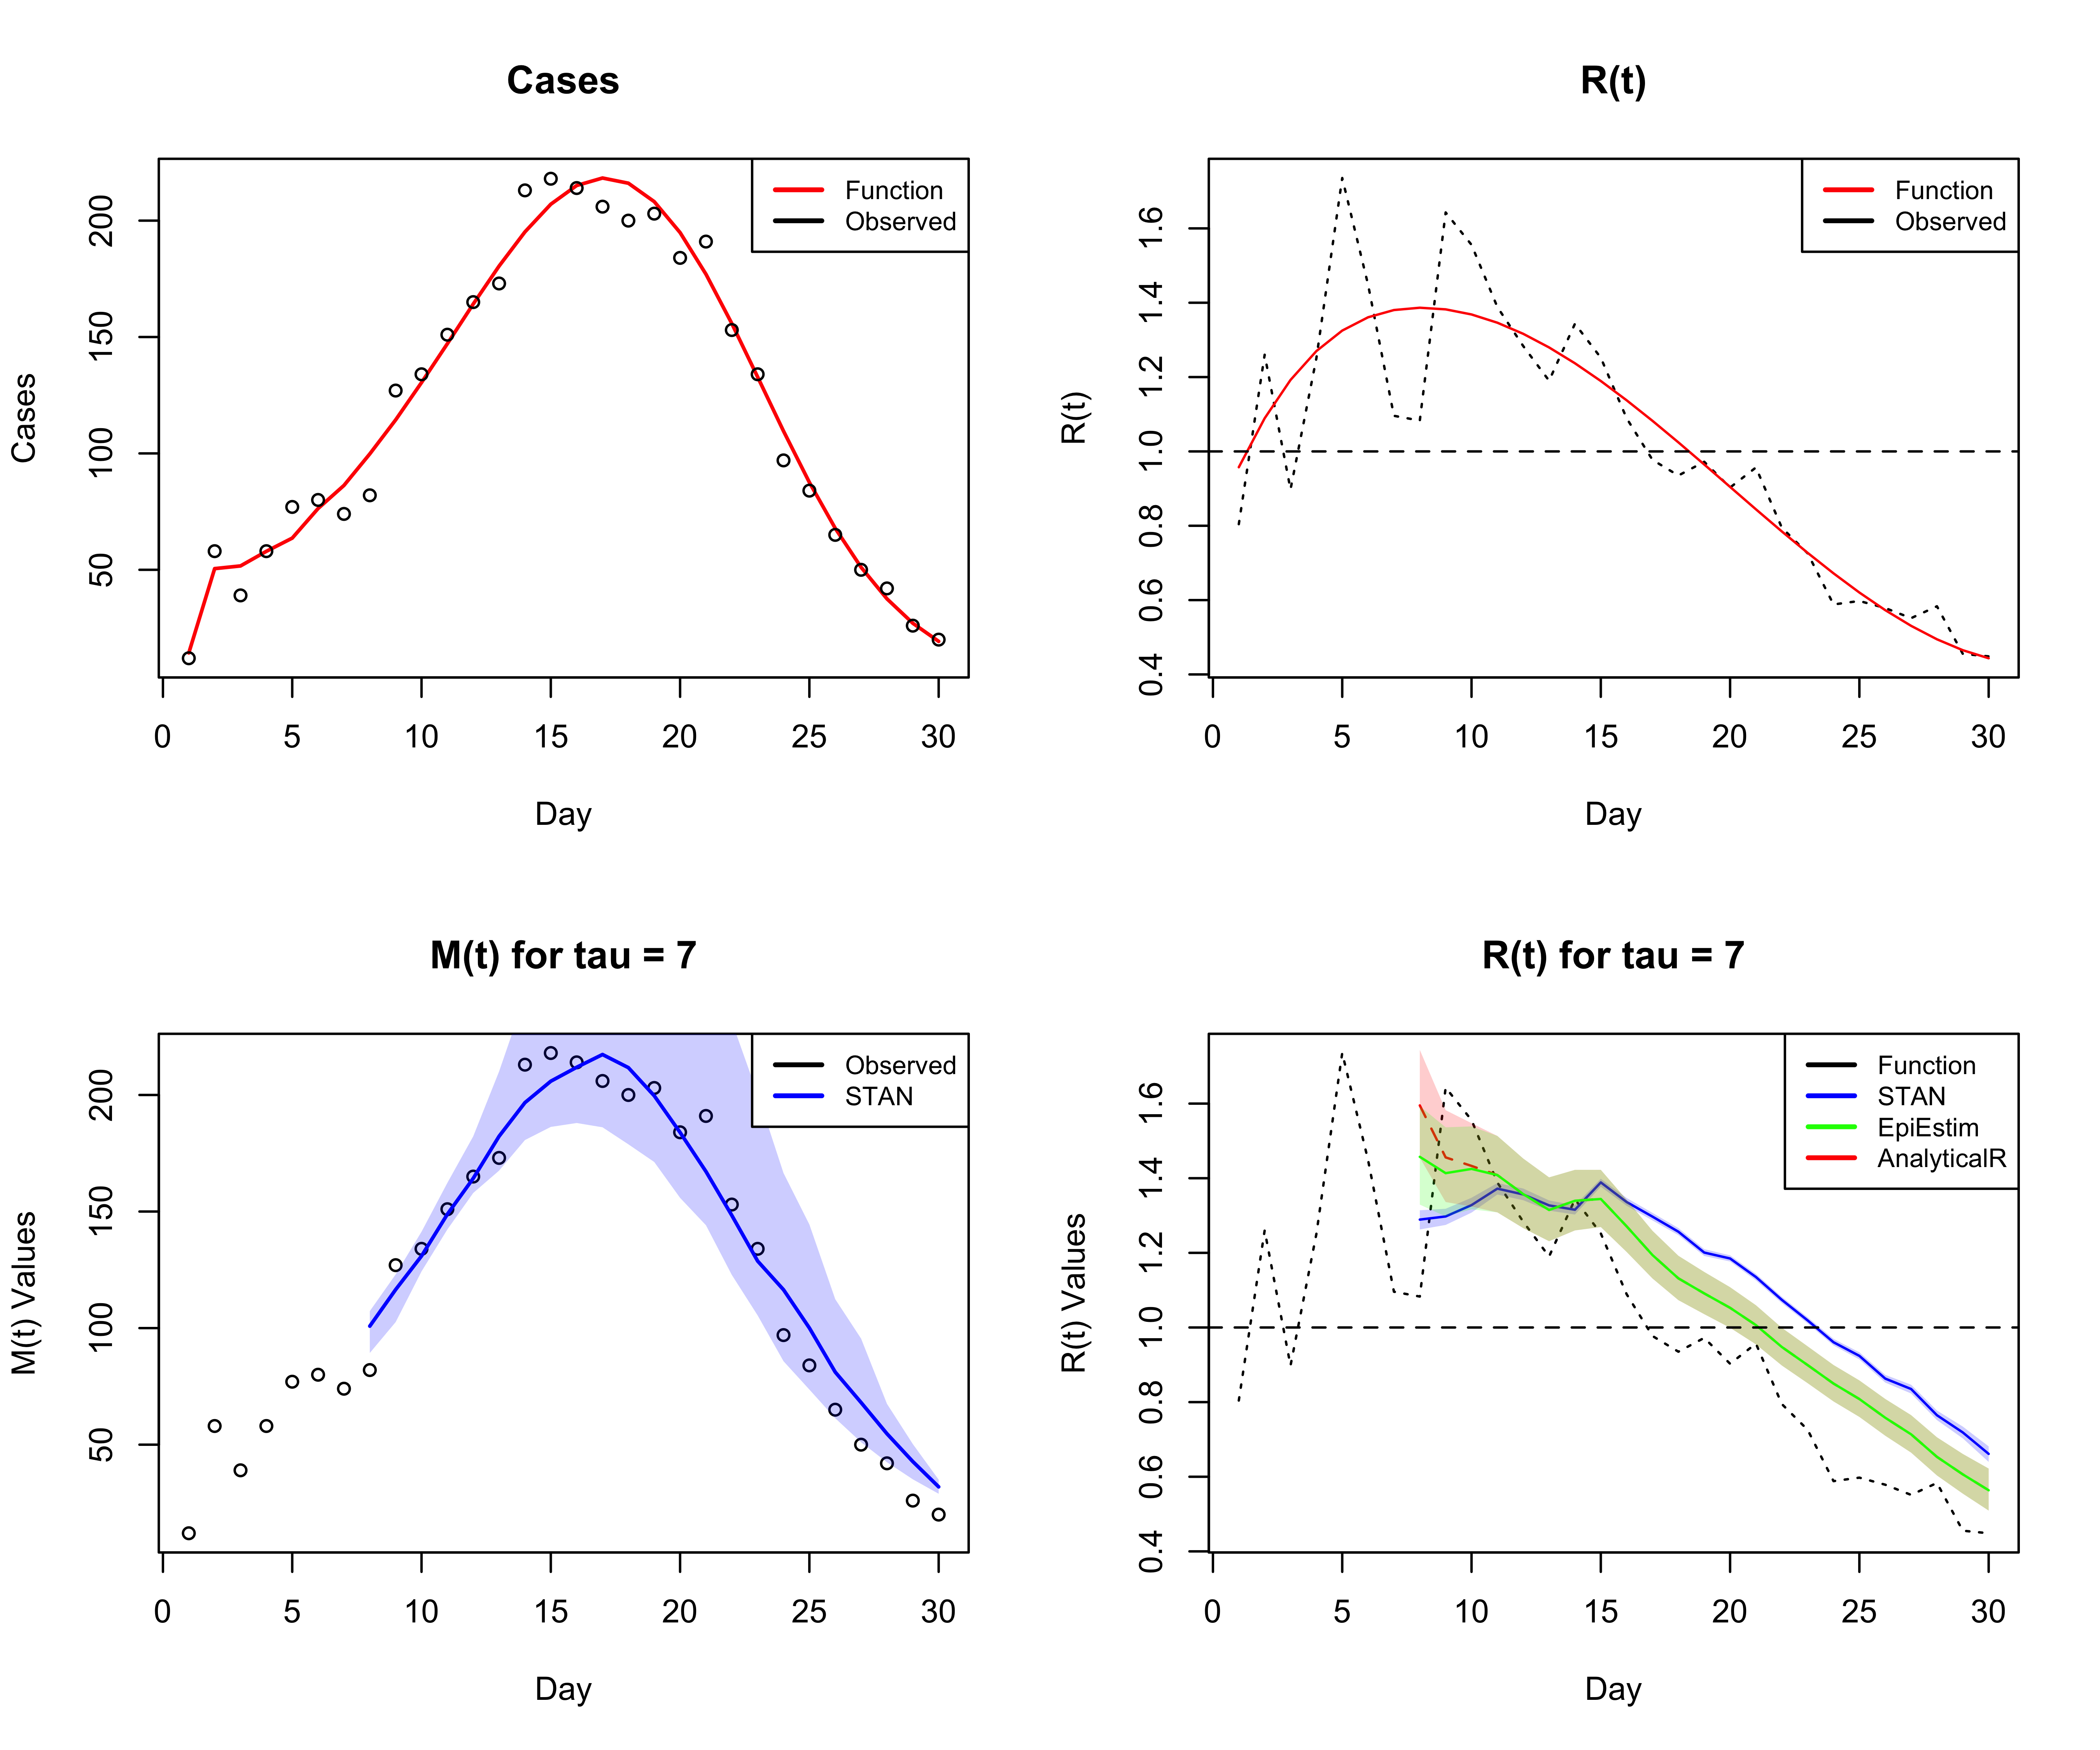 Cases
Function
Observed
Cases
200
150
100
50
0 5 10 15 20 25 30
Day
R(t)
Function
Observed
R(t)
1.6
1.4
1.2
1.0
0.8
0.6
0.4
0 5 10 15 20 25 30
Day
M(t) for tau = 7
Observed
STAN
M(t) Values
200
150
100
50
0 5 10 15 20 25 30
Day
R(t) for tau = 7
Function
STAN
EpiEstim
AnalyticalR
R(t) Values
1.6
1.4
1.2
1.0
0.8
0.6
0.4
0 5 10 15 20 25 30
Day